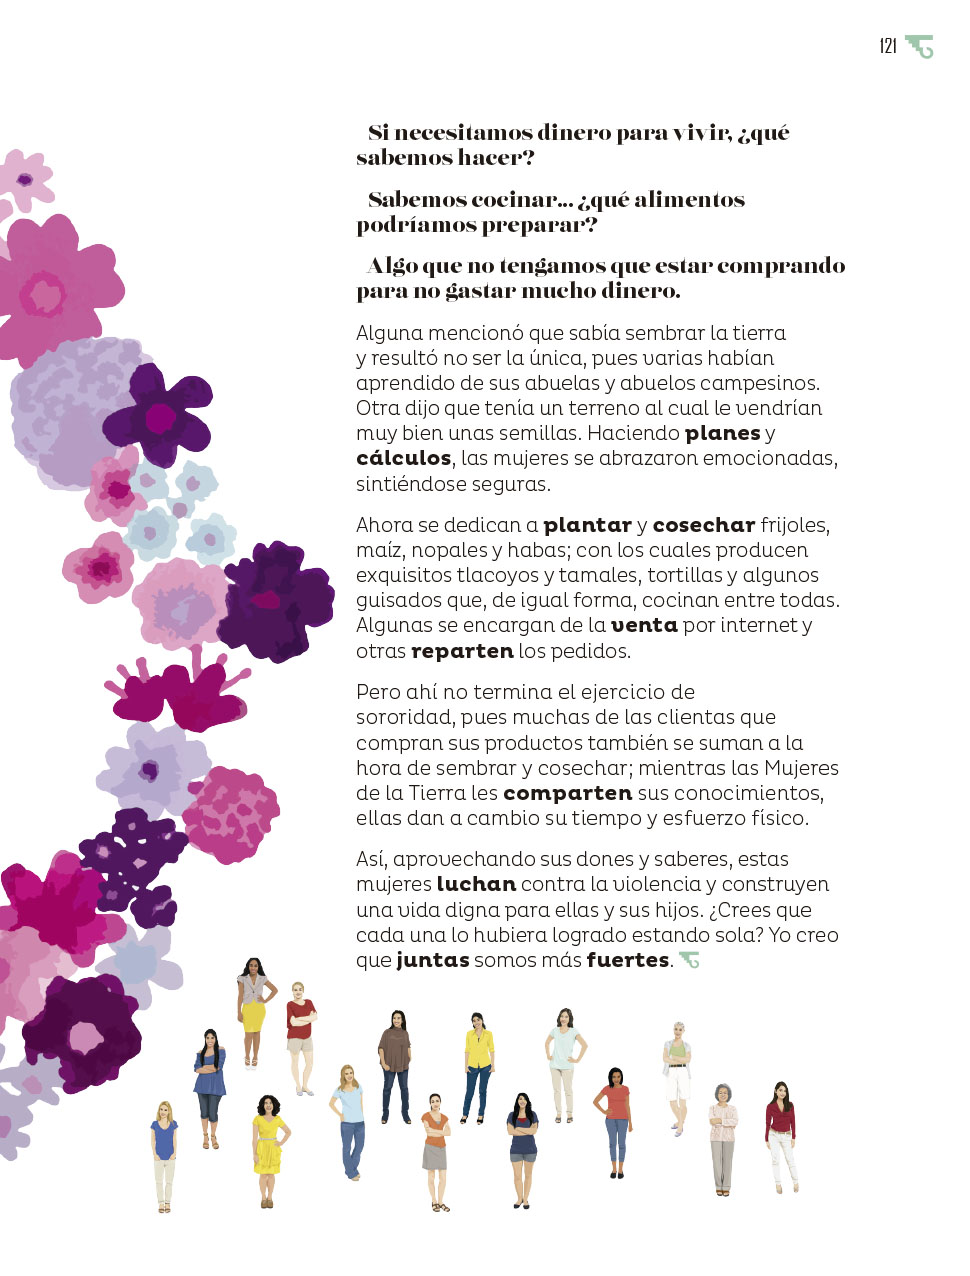 121
Si necesitamos dinero para vivir, ¿qué
sabemos hacer?
Sabemos cocinar... ¿qué alimentos
podríamos preparar?
Algo que no tengamos que estar comprando
para no gastar mucho dinero.
Alguna mencionó que sabía sembrar la tierra
y resultó no ser la única, pues varias habían
aprendido de sus abuelas y abuelos campesinos.
Otra dijo que tenía un terreno al cual le vendrían
muy bien unas semillas. Haciendo planes y
cálculos, las mujeres se abrazaron emocionadas,
sintiéndose seguras.
Ahora se dedican a plantar y cosechar frijoles,
maíz, nopales y habas; con los cuales producen
exquisitos tlacoyos y tamales, tortillas y algunos
guisados que, de igual forma, cocinan entre todas.
Algunas se encargan de la venta por internet y
otras reparten los pedidos.
Pero ahí no termina el ejercicio de
sororidad, pues muchas de las clientas que
compran sus productos también se suman a la
hora de sembrar y cosechar; mientras las Mujeres
de la Tierra les comparten sus conocimientos,
ellas dan a cambio su tiempo y esfuerzo físico.
Así, aprovechando sus dones y saberes, estas
mujeres luchan contra la violencia y construyen
una vida digna para ellas y sus hijos. ¿Crees que
cada una lo hubiera logrado estando sola? Yo creo
que juntas somos más fuertes.